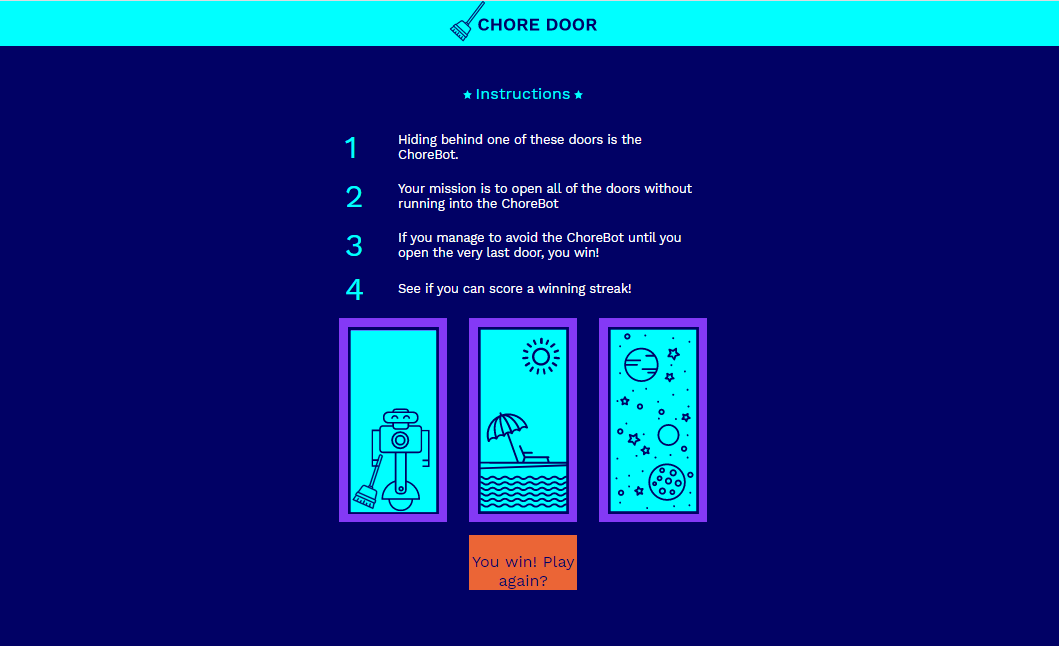 CHORE DOOR
Instructions
1
Hiding behind one of these doors is the
ChoreBot.
2
Your mission is to open all of the doors without
running into the ChoreBot
3
If you manage to avoid the ChoreBot until you
open the very last door, you win!
4
See if you can score a winning streak!
You win! Play
again?